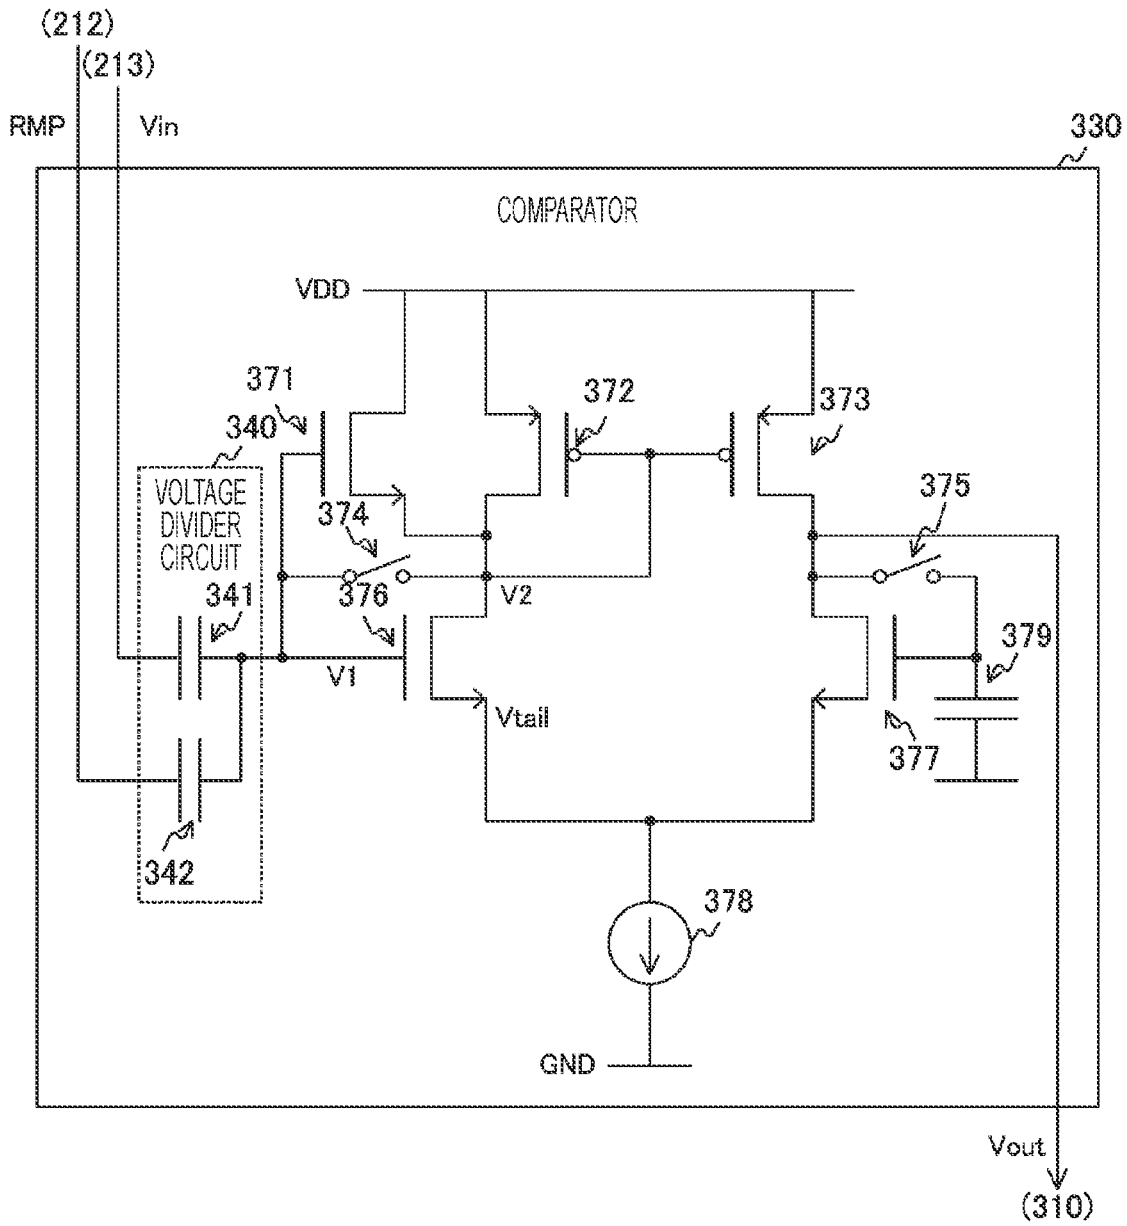 (212)
(213)
RMP
Vin
330
COMPARATOR
VDD
371
372
373
340
VOLTAGE
DIVIDER
CIRCUIT
374
375
341
376
V2
379
V1
Vtail
377
342
378
GND
Vout
(310)